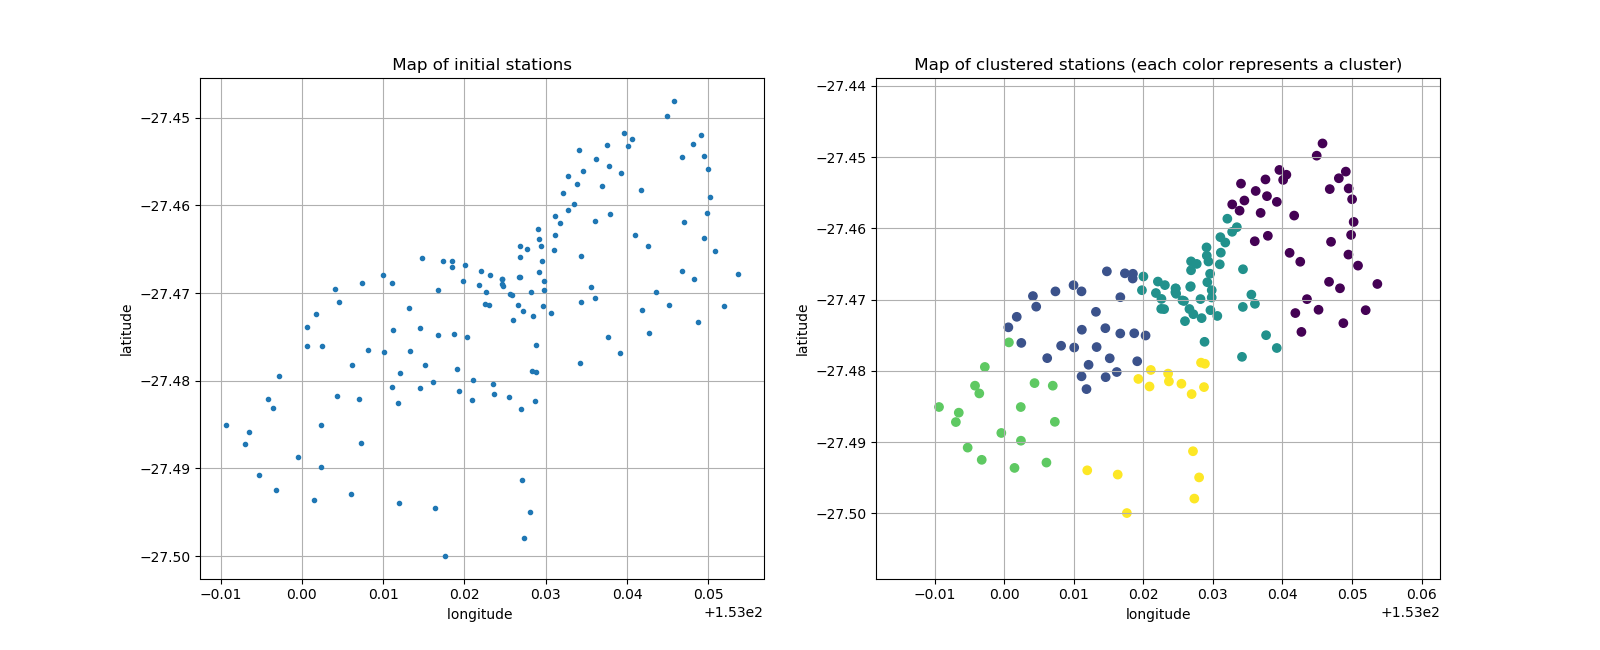 Map of initial stations
−27.45
−27.46
−27.47
−27.48
−27.49
−27.50
latitude
−0.01 0.00 0.01 0.02 0.03 0.04 0.05
longitude
+1.53e2
Map of clustered stations (each color represents a cluster)
−27.44
−27.45
−27.46
−27.47
−27.48
−27.49
−27.50
latitude
−0.01 0.00 0.01 0.02 0.03 0.04 0.05 0.06
longitude
+1.53e2